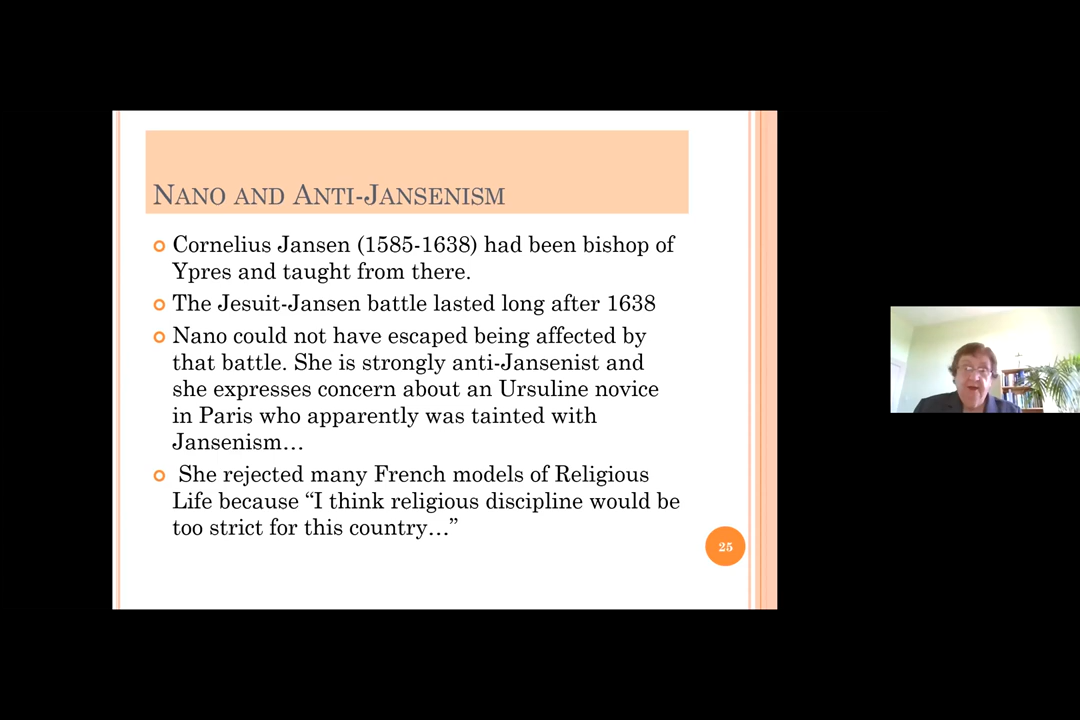 NANO AND ANTI-JANSENISM
Cornelius Jansen (1585-1638) had been bishop of
Ypres and taught from there.
The Jesuit-Jansen battle lasted long after 1638
Nano could not have escaped being affected by
that battle. She is strongly anti-Jansenist and
she expresses concern about an Ursuline novice
in Paris who apparently was tainted with
Jansenism…
She rejected many French models of Religious
Life because “I think religious discipline would be
too strict for this country…”
25